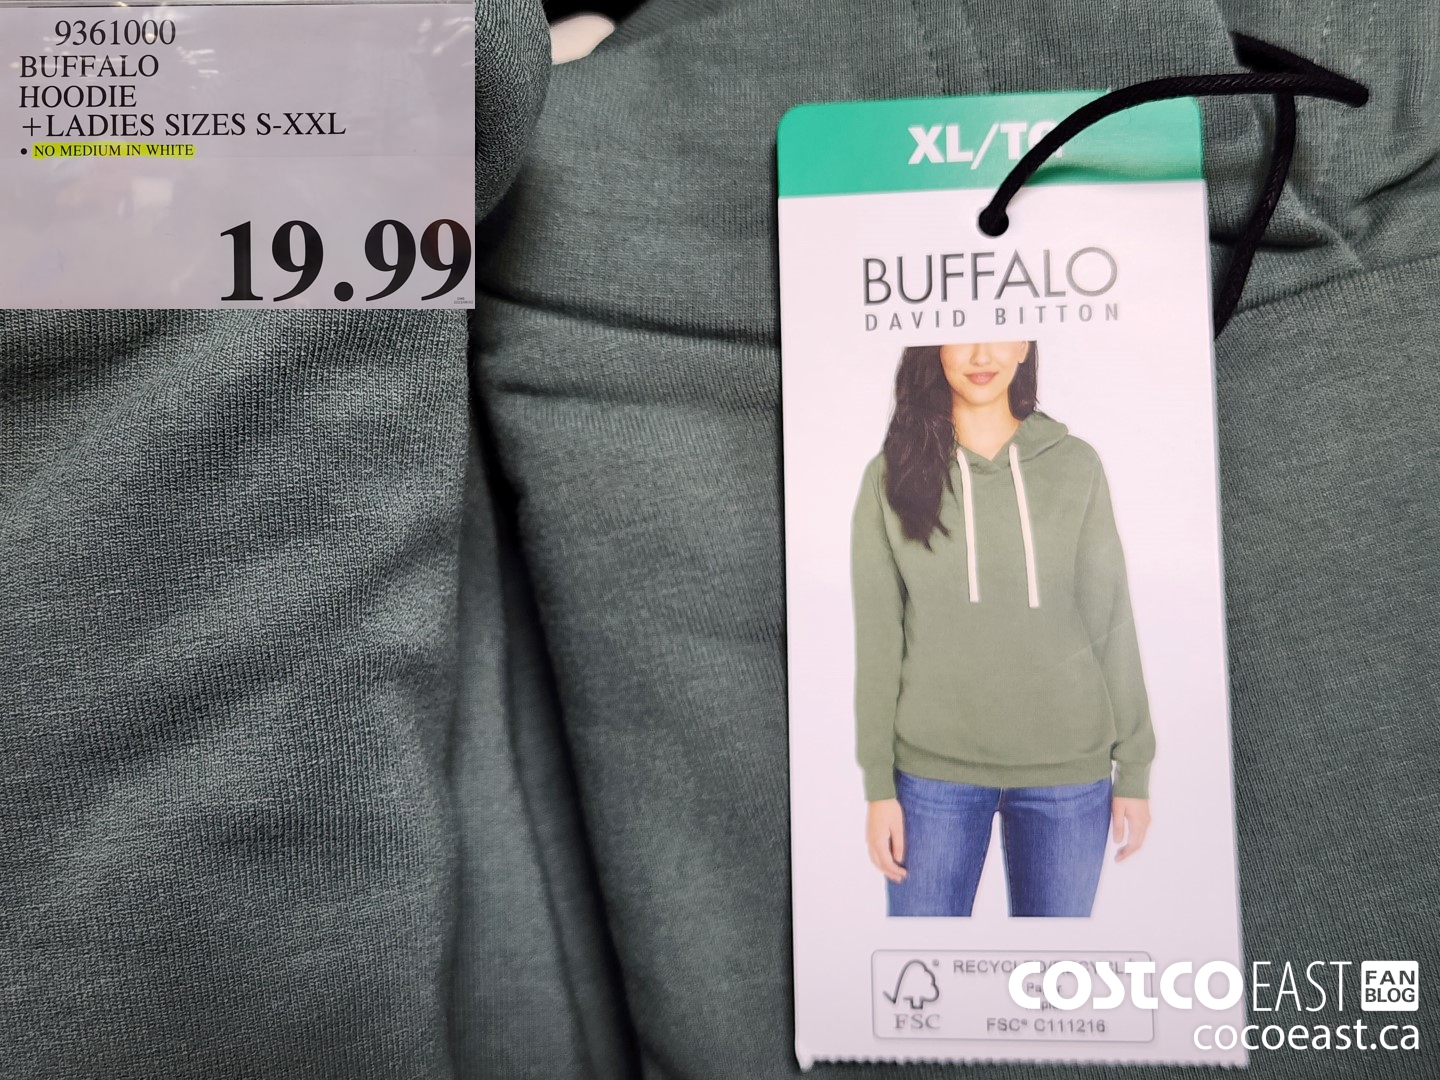 9361000
BUFFALO
HOODIE
+LADIES SIZES S-XXL
• NO MEDIUM IN WHITE
19.99
XL/TG
BUFFALO
DAVID BITTON
FSC
FSC® C111216
COSTCO EAST FAN BLOG
cocoeast.ca